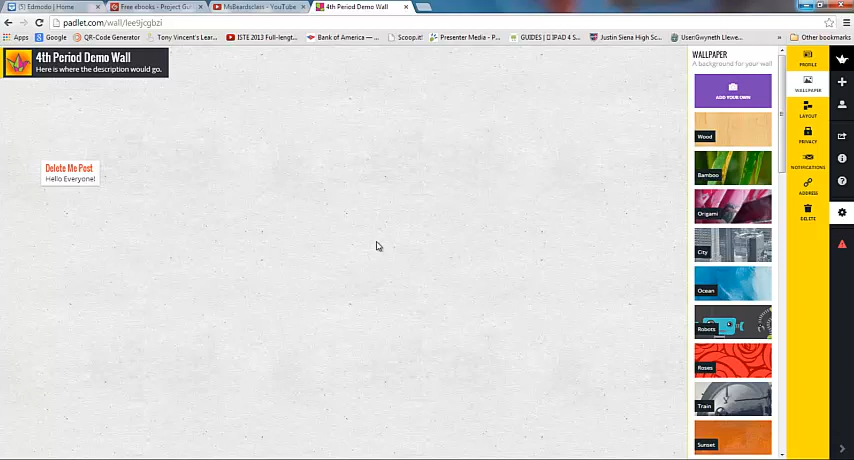 (5) Edmodo | Home
Free ebooks - Project Gu
MsBeardsclass - YouTube
4th Period Demo Wall
padlet.com/wall/lee9jcgbzi
Apps
Google
QR-Code Generator
Tony Vincent's Lear...
ISTE 2013 Full-lengt...
Bank of America — ...
Scoop.it!
Presenter Media - P...
GUIDES | IPAD 4 S...
Justin Siena High Sc...
UserGwyneth Llewe...
Other bookmarks
4th Period Demo Wall
Here is where the description would go.
Delete Me Post
Hello Everyone!
WALLPAPER
A background for your wall
ADD YOUR OWN
Wood
Bamboo
Origami
City
Ocean
Robots
Roses
Train
Sunset
PROFILE
WALLPAPER
LAYOUT
PRIVACY
NOTIFICATIONS
ADDRESS
DELETE